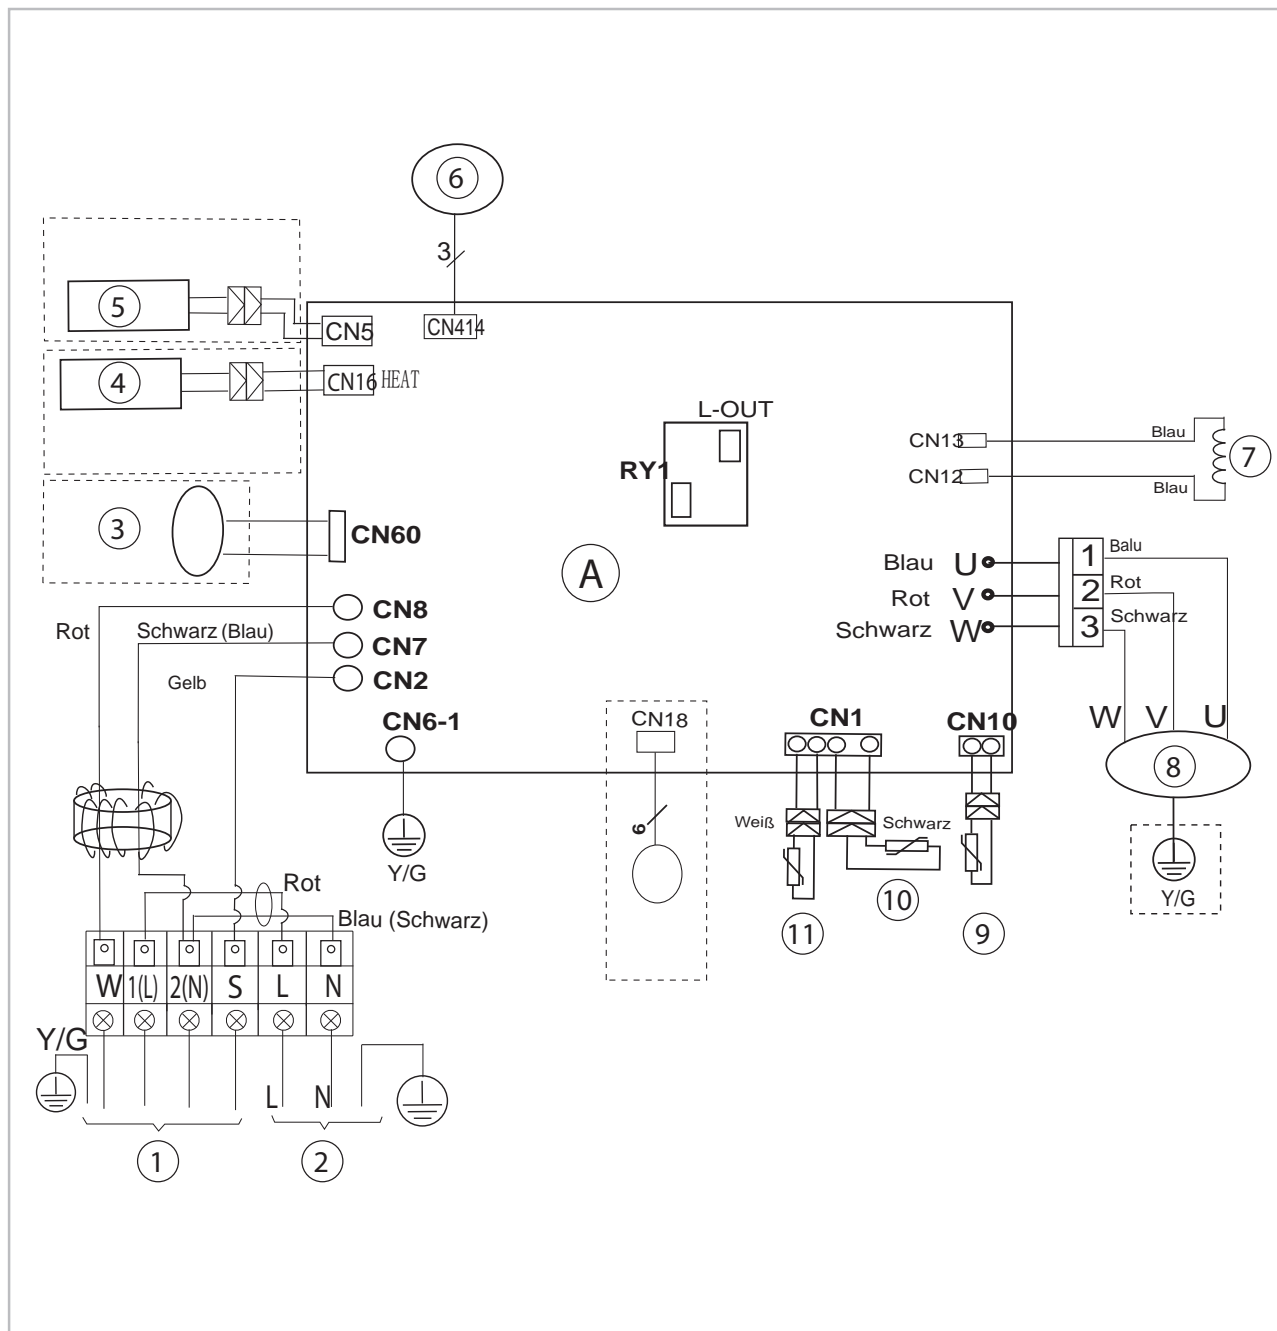 6
3
5
CN5
CN414
4
CN16 HEAT
L-OUT
RY1
CN13
Blau
7
CN12
Blau
3
CN60
A
Blau U
1
Balu
Rot V
2
Rot
Schwarz W
3
Schwarz
CN8
Rot
Schwarz (Blau)
CN7
Gelb
CN2
CN6-1
CN18
CN1
CN10
W V U
8
6
Weiß
Schwarz
Y/G
Y/G
Rot
10
Blau (Schwarz)
11
9
W 1(L) 2(N) S L N
Y/G
L N
1
2